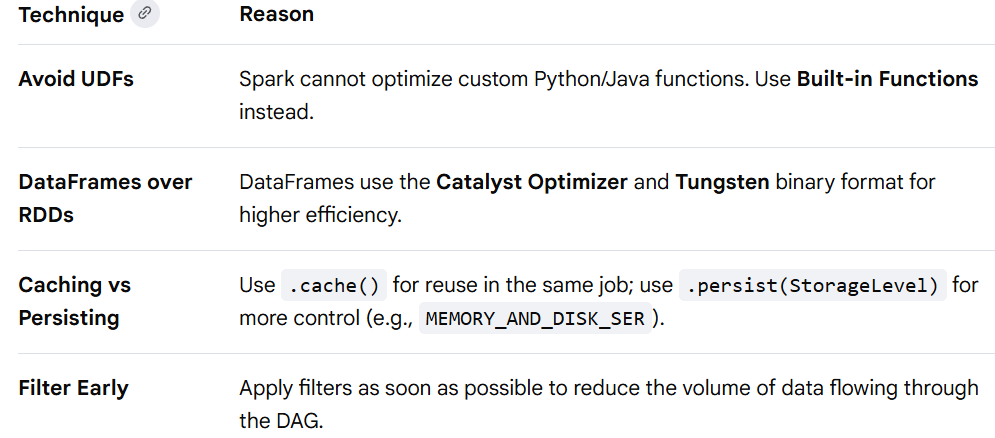 Technique
Reason
Avoid UDFs
Spark cannot optimize custom Python/Java functions. Use Built-in Functions
instead.
DataFrames over
RDDs
DataFrames use the Catalyst Optimizer and Tungsten binary format for
higher efficiency.
Caching vs
Persisting
Use .cache() for reuse in the same job; use .persist(StorageLevel) for
more control (e.g., MEMORY_AND_DISK_SER ).
Filter Early
Apply filters as soon as possible to reduce the volume of data flowing through
the DAG.